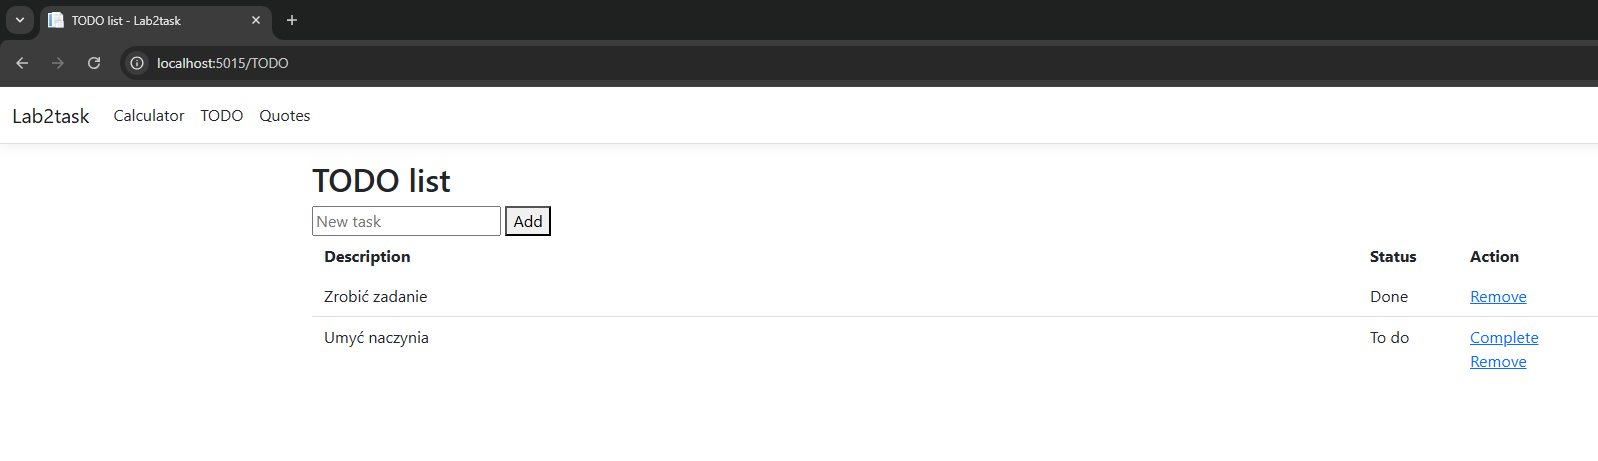 TODO list - Lab2task
localhost:5015/TODO
Lab2task Calculator TODO Quotes
TODO list
New task Add
Description Status Action
Zrobić zadanie Done Remove
Umyć naczynia To do Complete
Remove